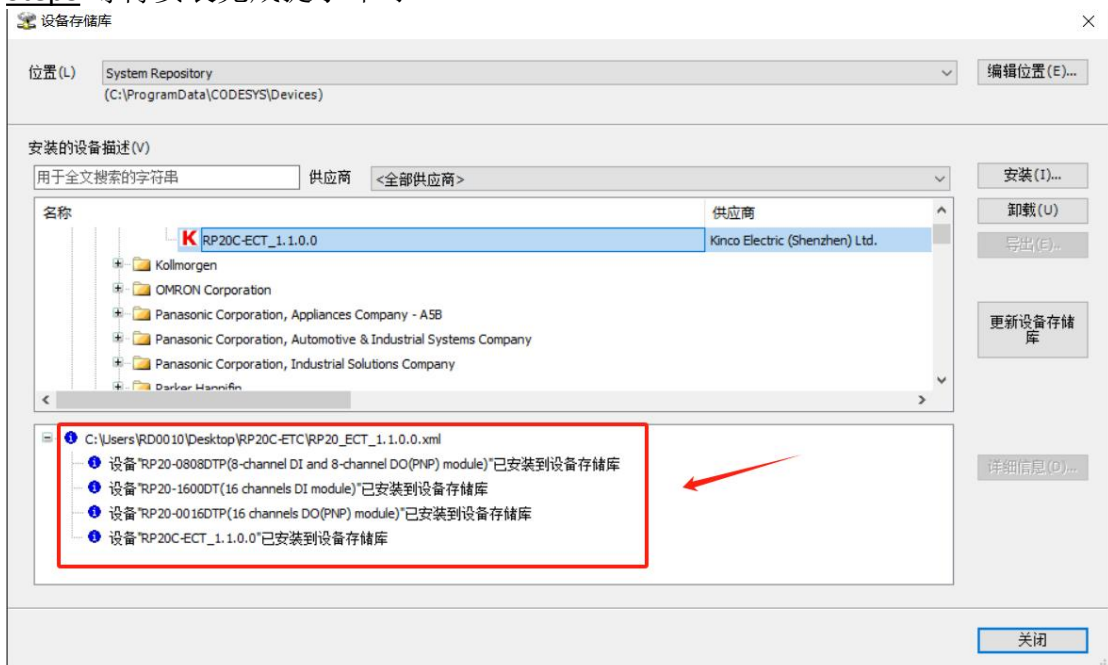 设备存储库
位置(L)
System Repository
编辑位置(E)...
(C:\ProgramData\CODESYS\Devices)
安装的设备描述(V)
用于全文搜索的字符串
供应商
<全部供应商>
安装(I)...
名称
供应商
卸载(U)
RP20C-ECT_1.1.0.0
Kinco Electric (Shenzhen) Ltd.
导出(E)...
Kollmorgen
OMRON Corporation
Panasonic Corporation, Appliances Company - A5B
Panasonic Corporation, Automotive & Industrial Systems Company
Panasonic Corporation, Industrial Solutions Company
Parker Hannifin
更新设备存储
库
C:\Users\RD0010\Desktop\RP20C-ETC\RP20_ECT_1.1.0.0.xml
设备"RP20-0808DTP(8-channel DI and 8-channel DO(PNP) module)"已安装到设备存储库
设备"RP20-1600DT(16 channels DI module)"已安装到设备存储库
设备"RP20-0016DTP(16 channels DO(PNP) module)"已安装到设备存储库
设备"RP20C-ECT_1.1.0.0"已安装到设备存储库
详细信息(D)...
关闭